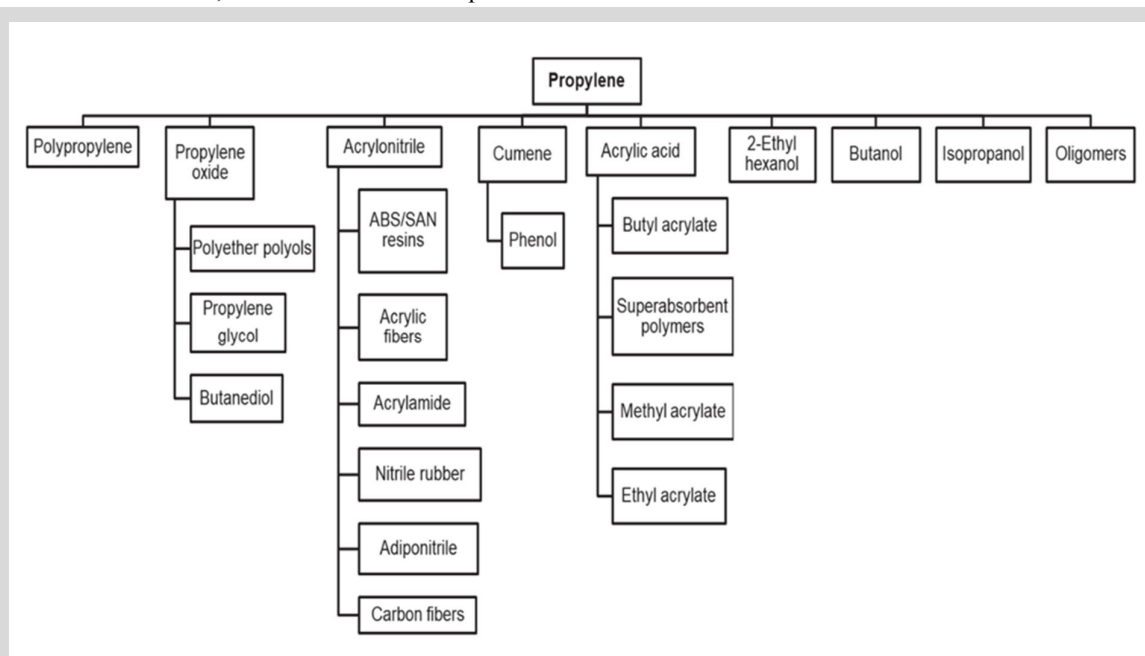 Propylene
Polypropylene
Propylene
oxide
Acrylonitrile
Cumene
Acrylic acid
2-Ethyl
hexanol
Butanol
Isopropanol
Oligomers
Polyether polyols
Propylene
glycol
Butanediol
ABS/SAN
resins
Acrylic
fibers
Acrylamide
Nitrile rubber
Adiponitrile
Carbon fibers
Phenol
Butyl acrylate
Superabsorbent
polymers
Methyl acrylate
Ethyl acrylate